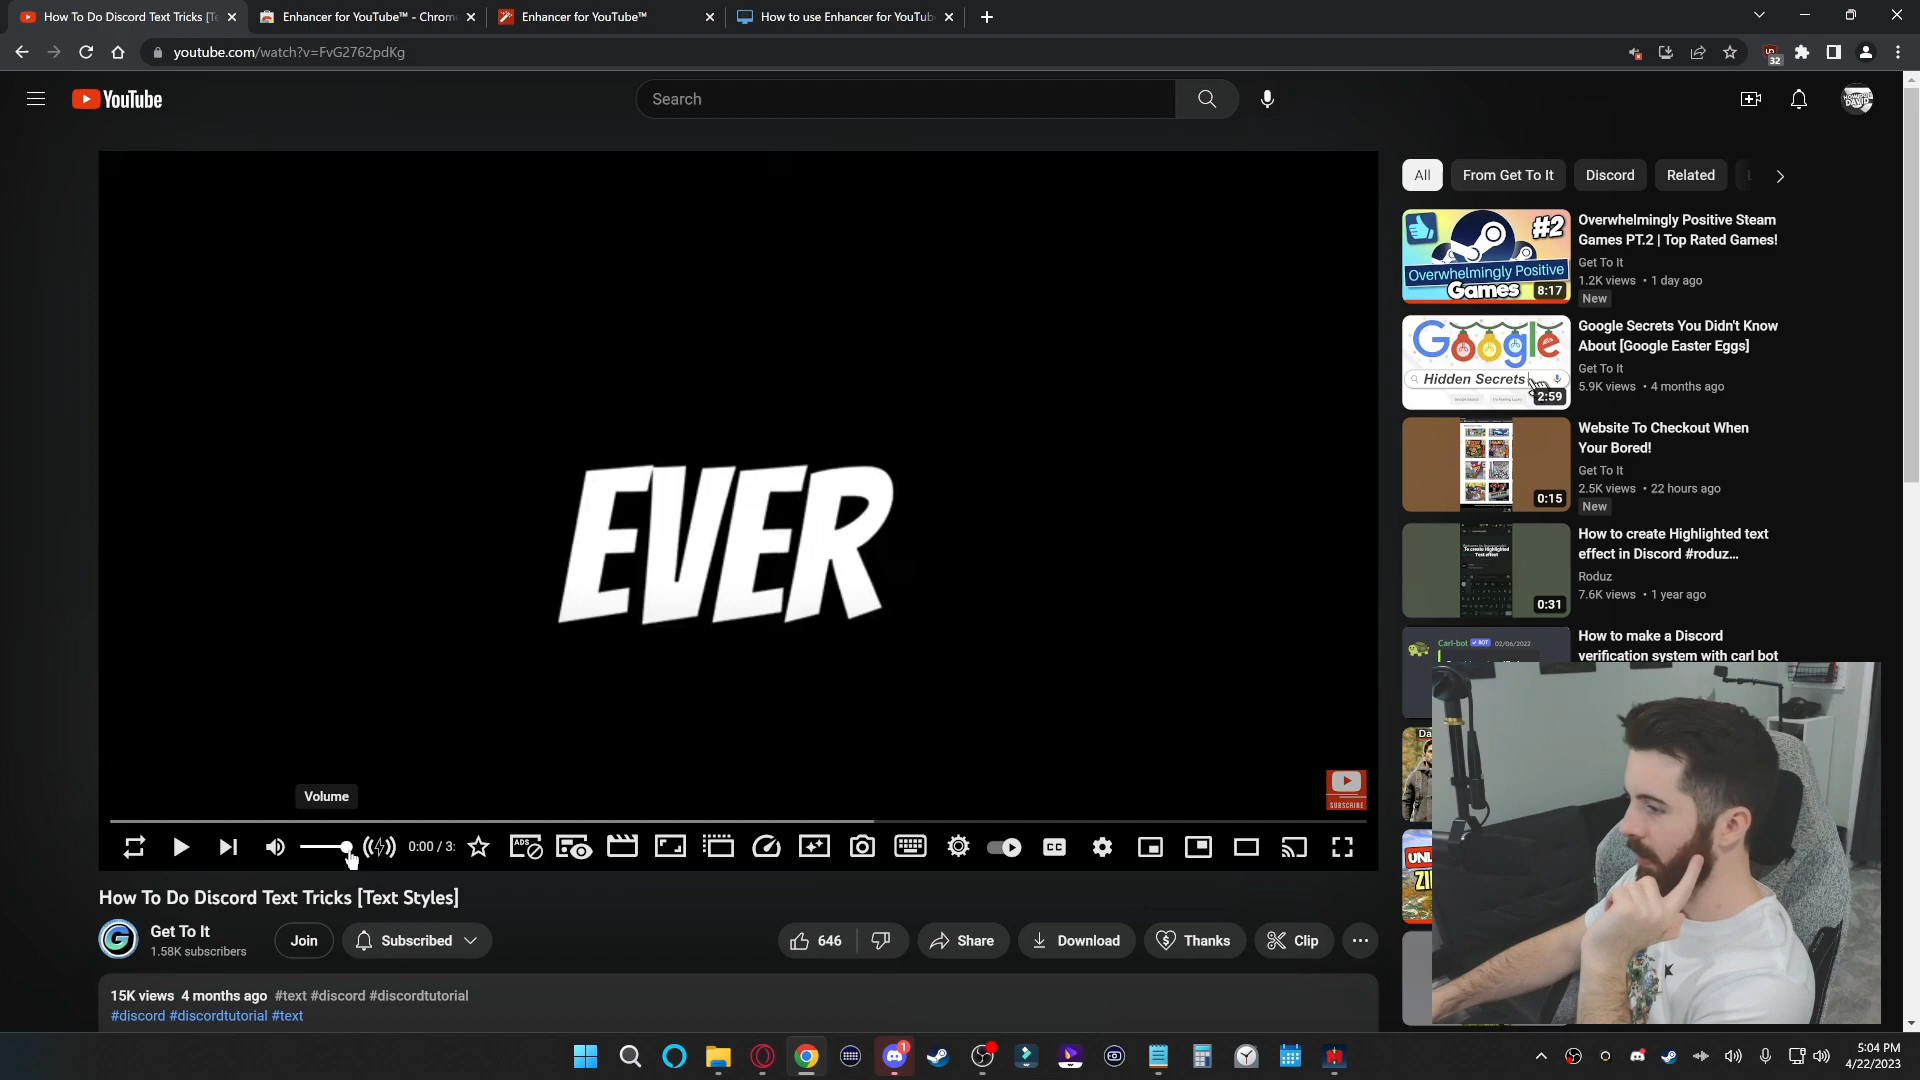 How To Do Discord Text Tricks [Te
Enhancer for YouTube™ - Chrom
Enhancer for YouTube™
How to use Enhancer for YouTub
youtube.com/watch?v=FvG2762pdKg
32
YouTube
Search
All
From Get To It
Discord
Related
#2
Overwhelmingly Positive
Games
8:17
Overwhelmingly Positive Steam
Games PT.2 | Top Rated Games!
Get To It
1.2K views • 1 day ago
New
Google
Hidden Secrets
2:59
Google Secrets You Didn't Know
About [Google Easter Eggs]
Get To It
5.9K views • 4 months ago
0:15
Website To Checkout When
Your Bored!
Get To It
2.5K views • 22 hours ago
New
0:31
How to create Highlighted text
effect in Discord #roduz...
Roduz
7.6K views • 1 year ago
Carl-bot BOT 02/06/2022
How to make a Discord
verification system with carl bot
EVER
SUBSCRIBE
Volume
0:00 / 3:
ADS
CC
How To Do Discord Text Tricks [Text Styles]
Get To It
1.58K subscribers
Join
Subscribed
646
Share
Download
Thanks
Clip
15K views 4 months ago #text #discord #discordtutorial
#discord #discordtutorial #text
1
5:04 PM
4/22/2023